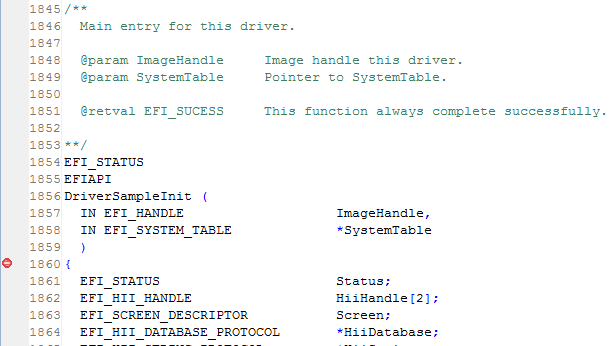 1845 /**
1846   Main entry for this driver.
1847
1848   @param ImageHandle     Image handle this driver.
1849   @param SystemTable     Pointer to SystemTable.
1850
1851   @retval EFI_SUCESS     This function always complete successfully.
1852
1853 **/
1854 EFI_STATUS
1855 EFIAPI
1856 DriverSampleInit (
1857   IN EFI_HANDLE                   ImageHandle,
1858   IN EFI_SYSTEM_TABLE             *SystemTable
1859   )
1860 {
1861   EFI_STATUS                      Status;
1862   EFI_HII_HANDLE                  HiiHandle[2];
1863   EFI_SCREEN_DESCRIPTOR           Screen;
1864   EFI_HII_DATABASE_PROTOCOL       *HiiDatabase;